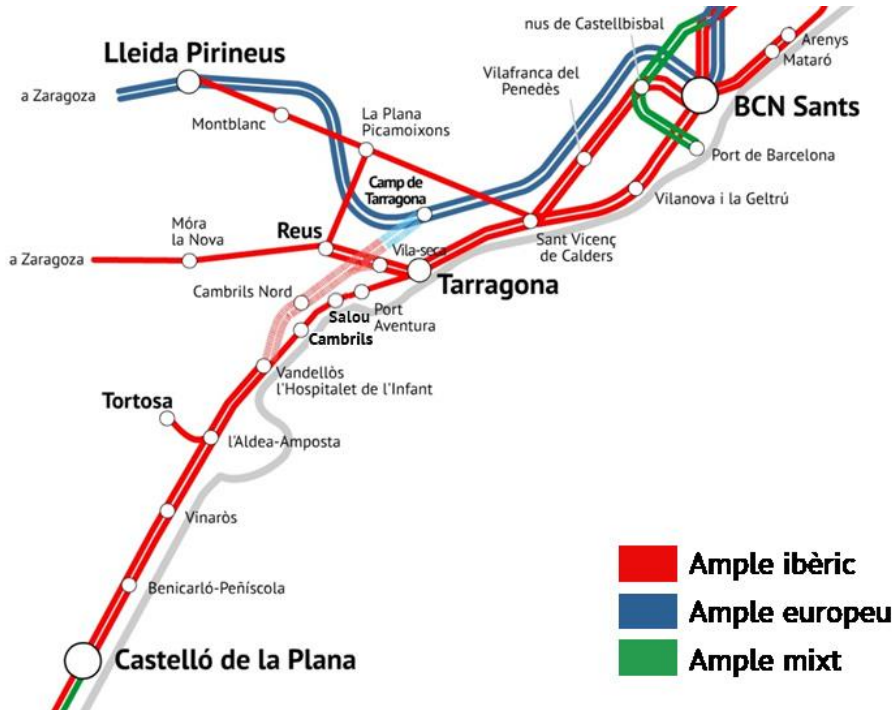 nus de Castellbisbal
Arenys
Mataró
Lleida Pirineus
Vilafranca del
Penedès
BCN Sants
a Zaragoza
Montblanc
La Plana
Picamoixons
Port de Barcelona
Camp de
Tarragona
Vilanova i la Geltrú
Móra
la Nova
Reus
Vila-seca
Sant Vicenç
de Calders
a Zaragoza
Tarragona
Cambrils Nord
Salou
Port
Aventura
Cambrils
Vandellòs
l'Hospitalet de l'Infant
Tortosa
l'Aldea-Amposta
Vinaròs
Benicarló-Peñíscola
Castelló de la Plana
Ample ibèric
Ample europeu
Ample mixt